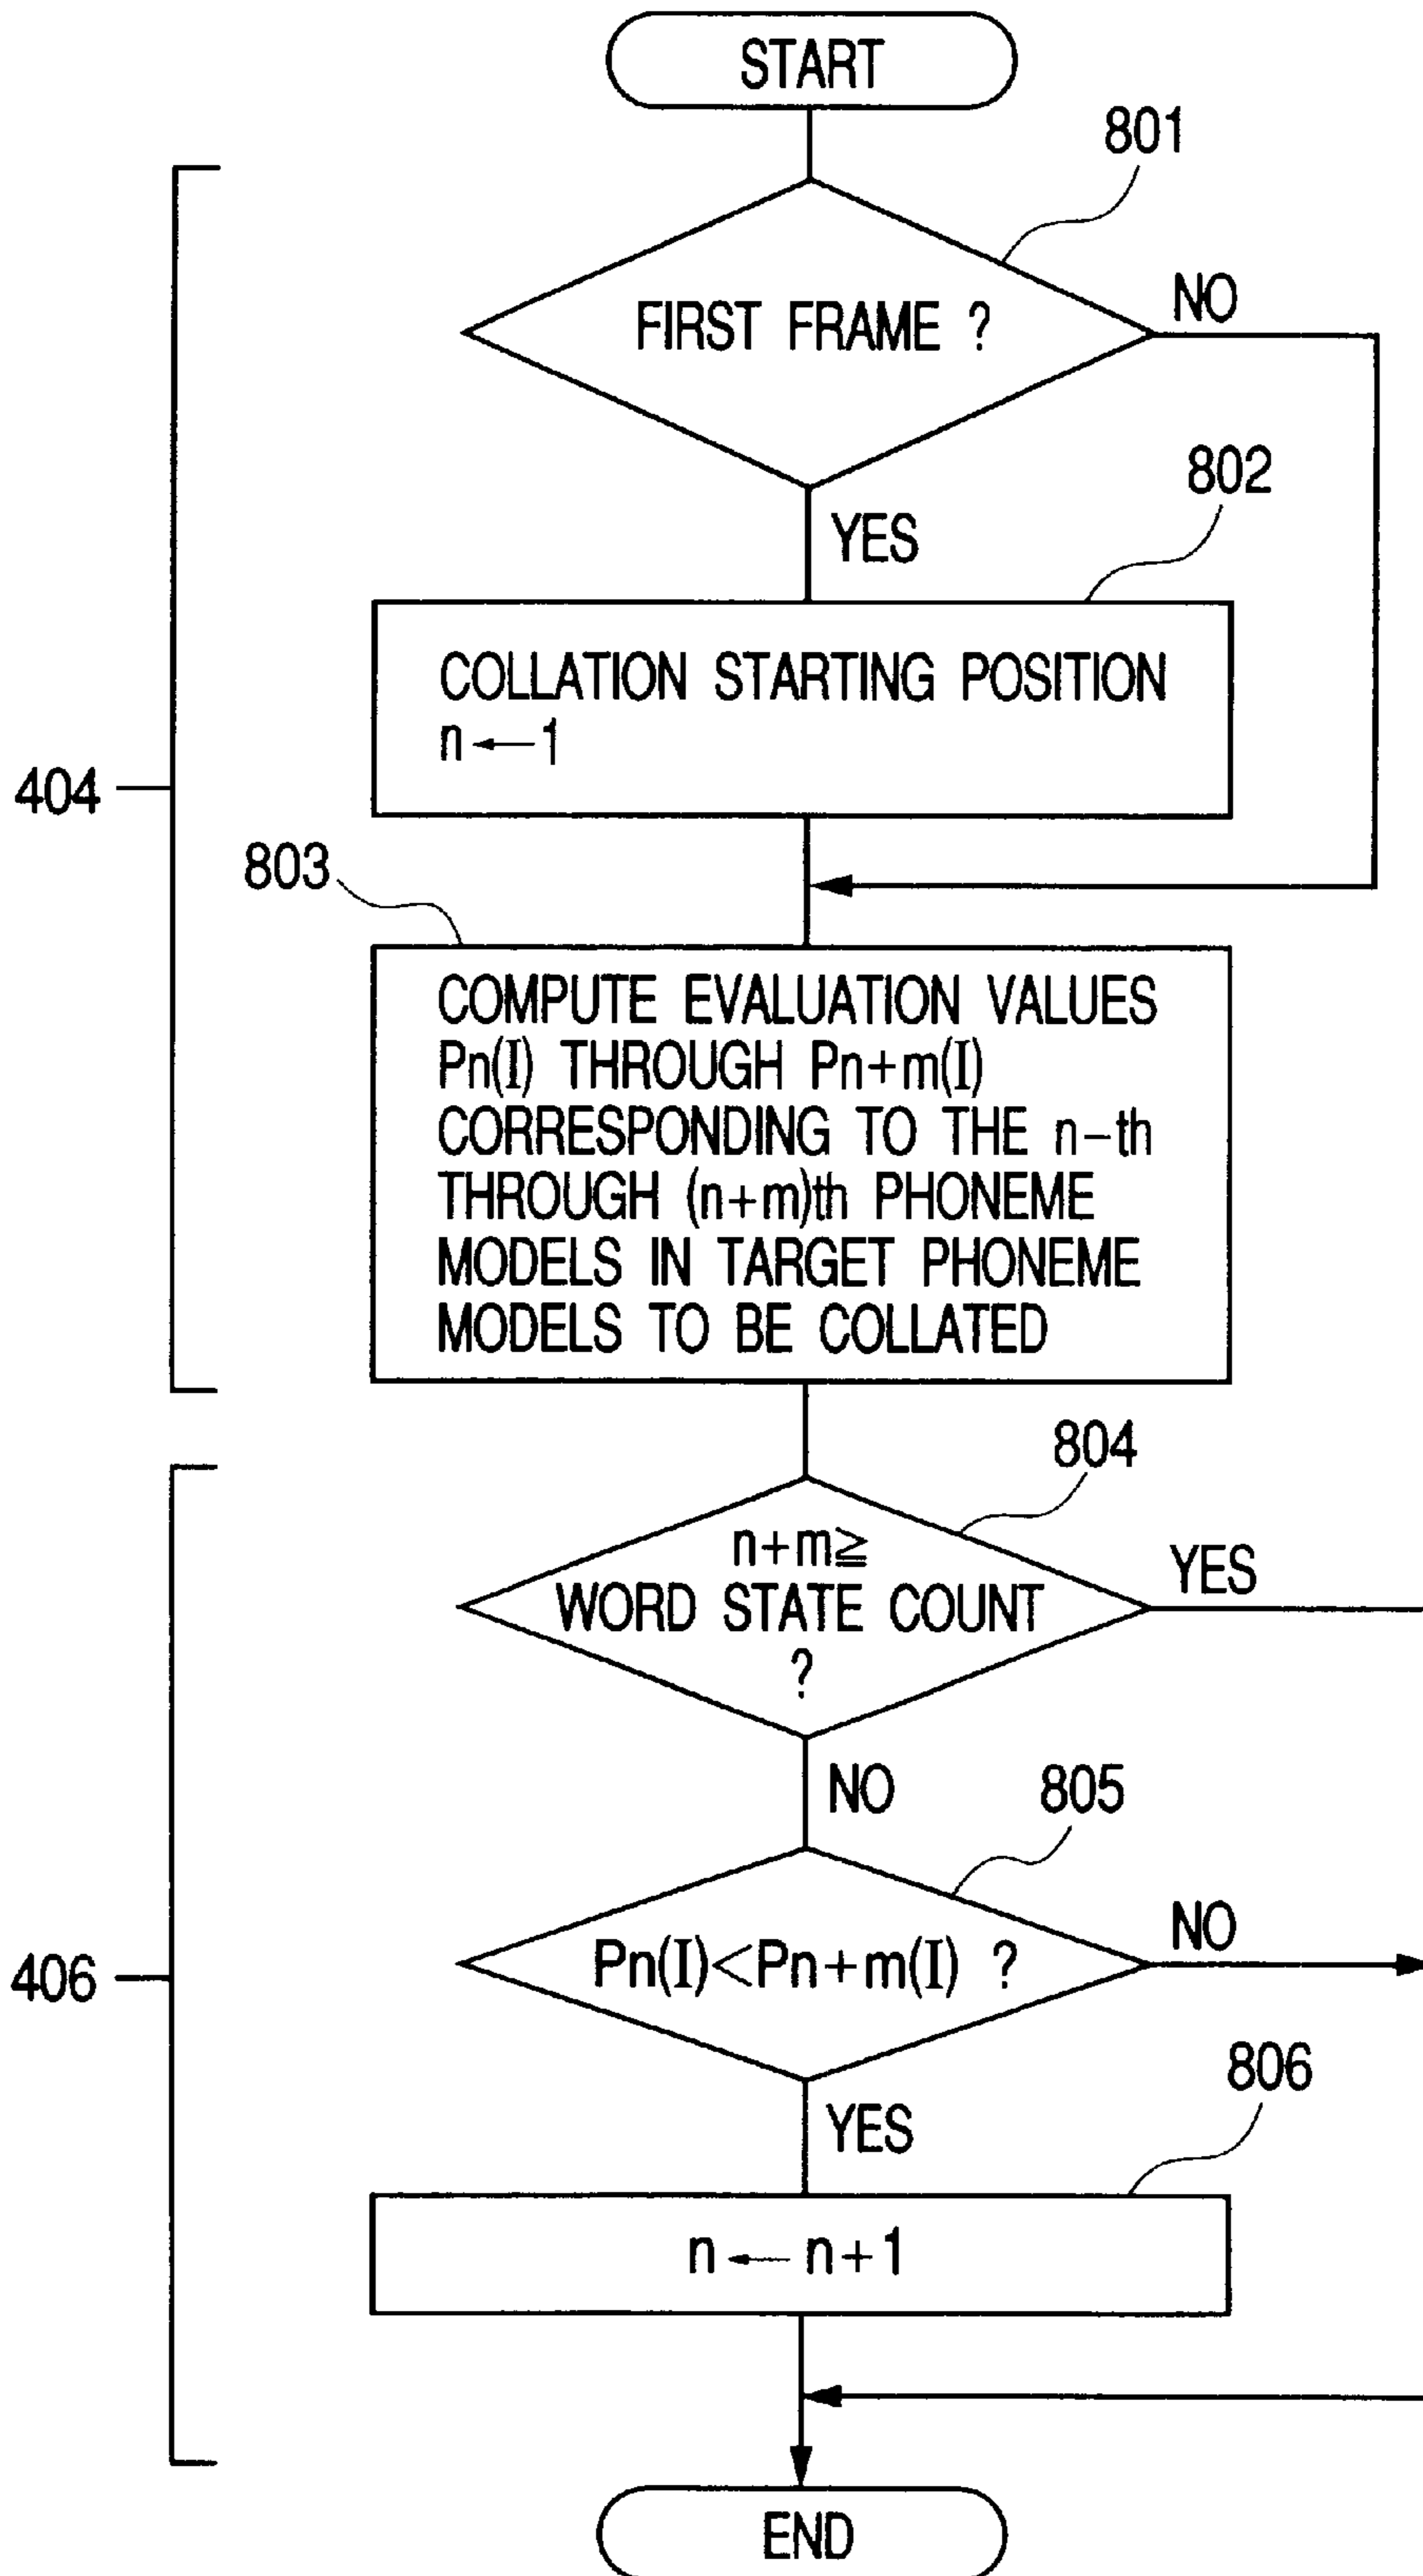 START
801
FIRST FRAME ?
NO
802
YES
COLLATION STARTING POSITION
n←1
404
803
COMPUTE EVALUATION VALUES
Pn(I) THROUGH Pn+m(I)
CORRESPONDING TO THE n-th
THROUGH (n+m)th PHONEME
MODELS IN TARGET PHONEME
MODELS TO BE COLLATED
804
n+m≧
WORD STATE COUNT
?
YES
NO
805
Pn(I)<Pn+m(I) ?
NO
406
806
YES
n← n+1
END